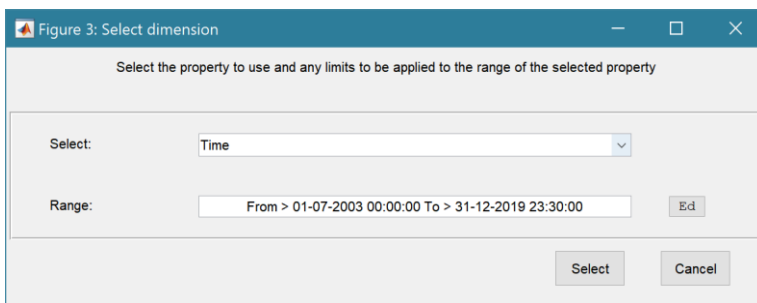 Figure 3: Select dimension
Select the property to use and any limits to be applied to the range of the selected property
Select:
Time
Range:
From > 01-07-2003 00:00:00 To > 31-12-2019 23:30:00
Ed
Select
Cancel